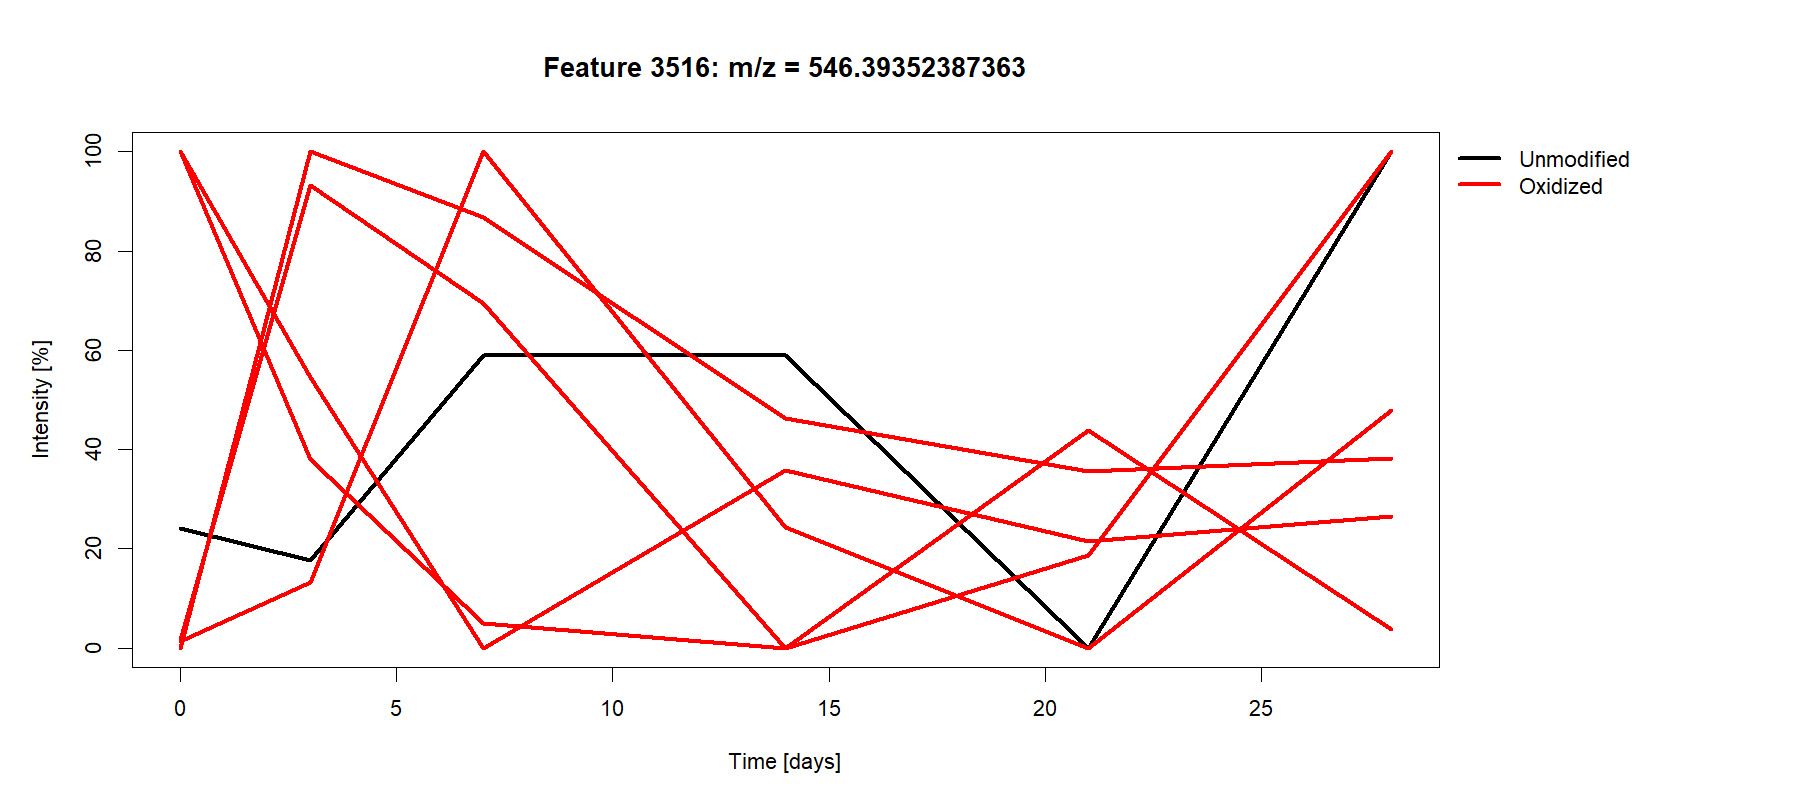 Feature 3516: m/z = 546.39352387363
Unmodified
Oxidized
Intensity [%]
100
80
60
40
20
0
0 5 10 15 20 25
Time [days]